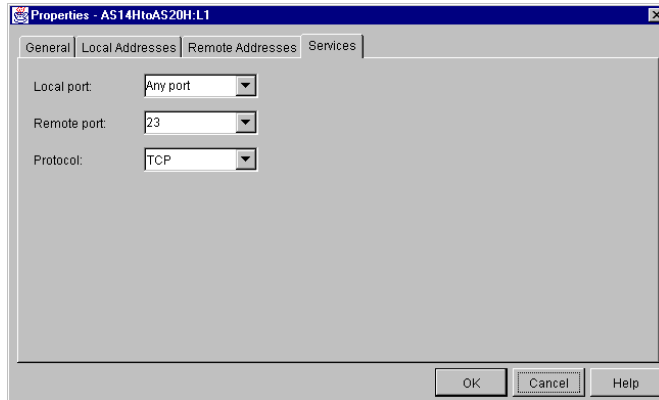 Properties - AS14HtoAS20H:L1
General Local Addresses Remote Addresses Services
Local port: Any port
Remote port: 23
Protocol: TCP
OK Cancel Help